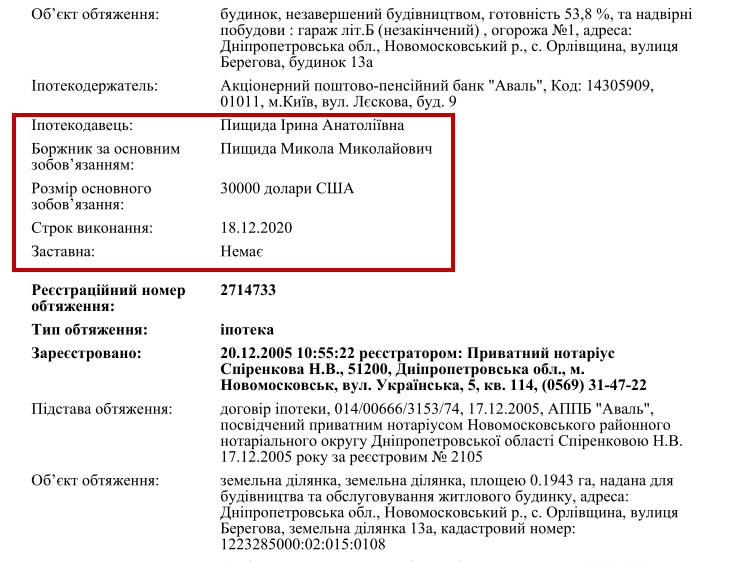 Об’єкт обтяження: будинок, незавершений будівництвом, готовність 53,8 %, та надвірні
побудови : гараж літ.Б (незакінчений) , огорожа №1, адреса:
Дніпропетровська обл., Новомосковський р., с. Орлівщина, вулиця
Берегова, будинок 13а
Іпотекодержатель: Акціонерний поштово-пенсійний банк "Аваль", Код: 14305909,
01011, м.Київ, вул. Лєскова, буд. 9
Іпотекодавець: Пищида Ірина Анатоліївна
Боржник за основним Пищида Микола Миколайович
зобов’язанням:
Розмір основного 30000 долари США
зобов’язання:
Строк виконання: 18.12.2020
Заставна: Немає
Реєстраційний номер 2714733
обтяження:
Тип обтяження: іпотека
Зареєстровано: 20.12.2005 10:55:22 реєстратором: Приватний нотаріус
Спіренкова Н.В., 51200, Дніпропетровська обл., м.
Новомосковськ, вул. Українська, 5, кв. 114, (0569) 31-47-22
Підстава обтяження: договір іпотеки, 014/00666/3153/74, 17.12.2005, АППБ "Аваль",
посвідчений приватним нотаріусом Новомосковського районного
нотаріального округу Дніпропетровської області Спіренковою Н.В.
17.12.2005 року за реєстровим № 2105
Об’єкт обтяження: земельна ділянка, земельна ділянка, площею 0.1943 га, надана для
будівництва та обслуговування житлового будинку, адреса:
Дніпропетровська обл., Новомосковський р., с. Орлівщина, вулиця
Берегова, земельна ділянка 13а, кадастровий номер:
1223285000:02:015:0108